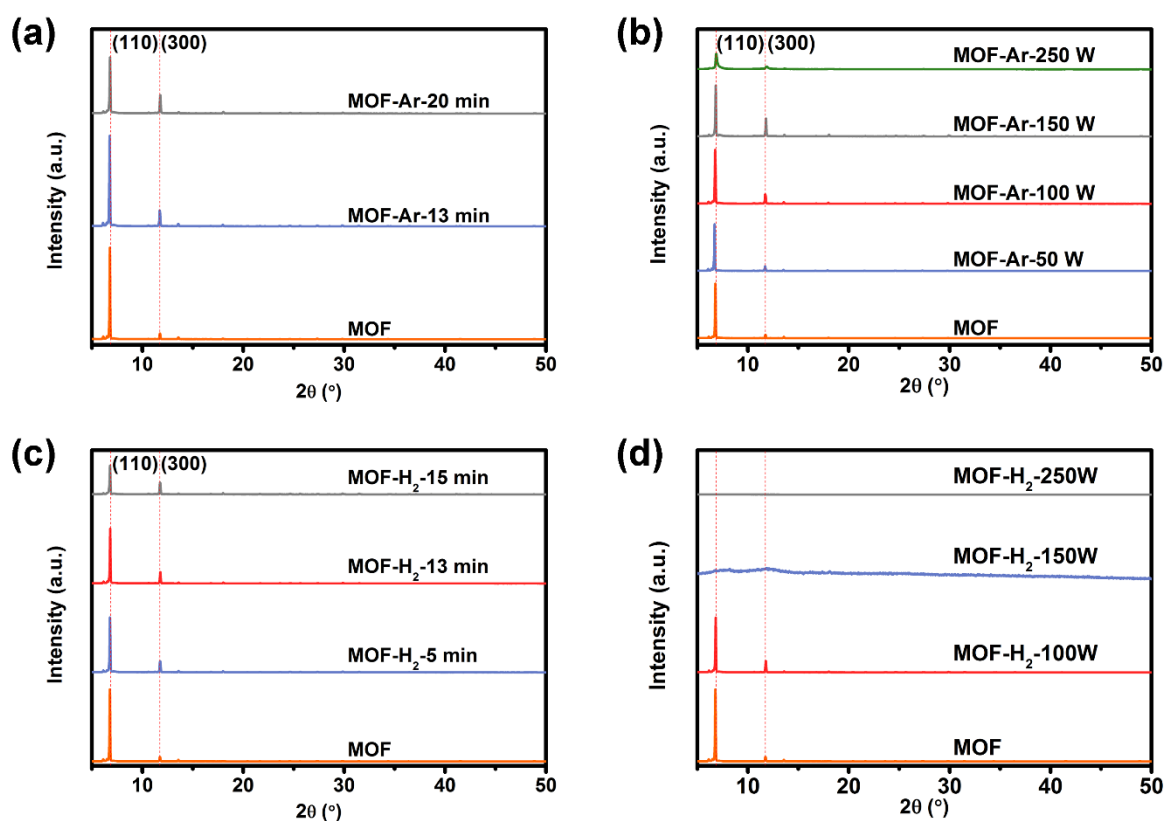 (a)
(110) (300)
MOF-Ar-20 min
MOF-Ar-13 min
MOF
Intensity (a.u.)
10 20 30 40 50
2θ (°)
(b)
(110) (300)
MOF-Ar-250 W
MOF-Ar-150 W
MOF-Ar-100 W
MOF-Ar-50 W
MOF
Intensity (a.u.)
10 20 30 40 50
2θ (°)
(c)
(110) (300)
MOF-H₂-15 min
MOF-H₂-13 min
MOF-H₂-5 min
MOF
Intensity (a.u.)
10 20 30 40 50
2θ (°)
(d)
MOF-H₂-250W
MOF-H₂-150W
MOF-H₂-100W
MOF
Intensity (a.u.)
10 20 30 40 50
2θ (°)